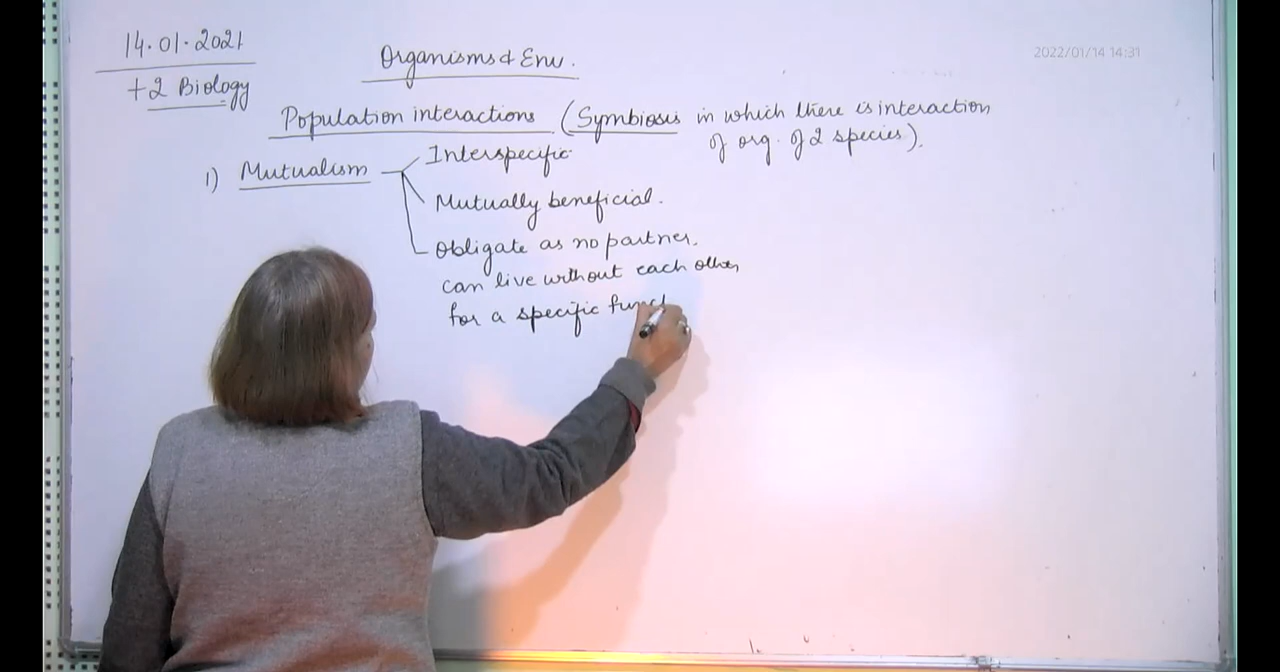 14.01.2021
2022/01/14 14:31
Organisms & Env.
+2 Biology
Population interactions (Symbiosis in which there is interaction
of org. of 2 species).
1) Mutualism
Interspecific
Mutually beneficial.
Obligate as no partner.
can live without each other
for a specific funct